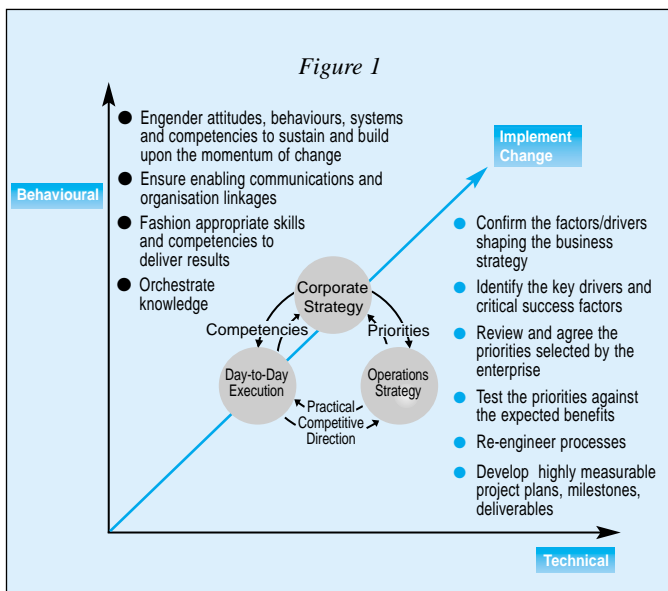 Figure 1
Behavioural
● Engender attitudes, behaviours, systems
and competencies to sustain and build
upon the momentum of change
● Ensure enabling communications and
organisation linkages
● Fashion appropriate skills
and competencies to
deliver results
● Orchestrate
knowledge
Implement
Change
● Confirm the factors/drivers
shaping the business
strategy
● Identify the key drivers and
critical success factors
● Review and agree the
priorities selected by the
enterprise
● Test the priorities against
the expected benefits
● Re-engineer processes
● Develop highly measurable
project plans, milestones,
deliverables
Corporate
Strategy
Competencies
Priorities
Day-to-Day
Execution
Operations
Strategy
Practical
Competitive
Direction
Technical